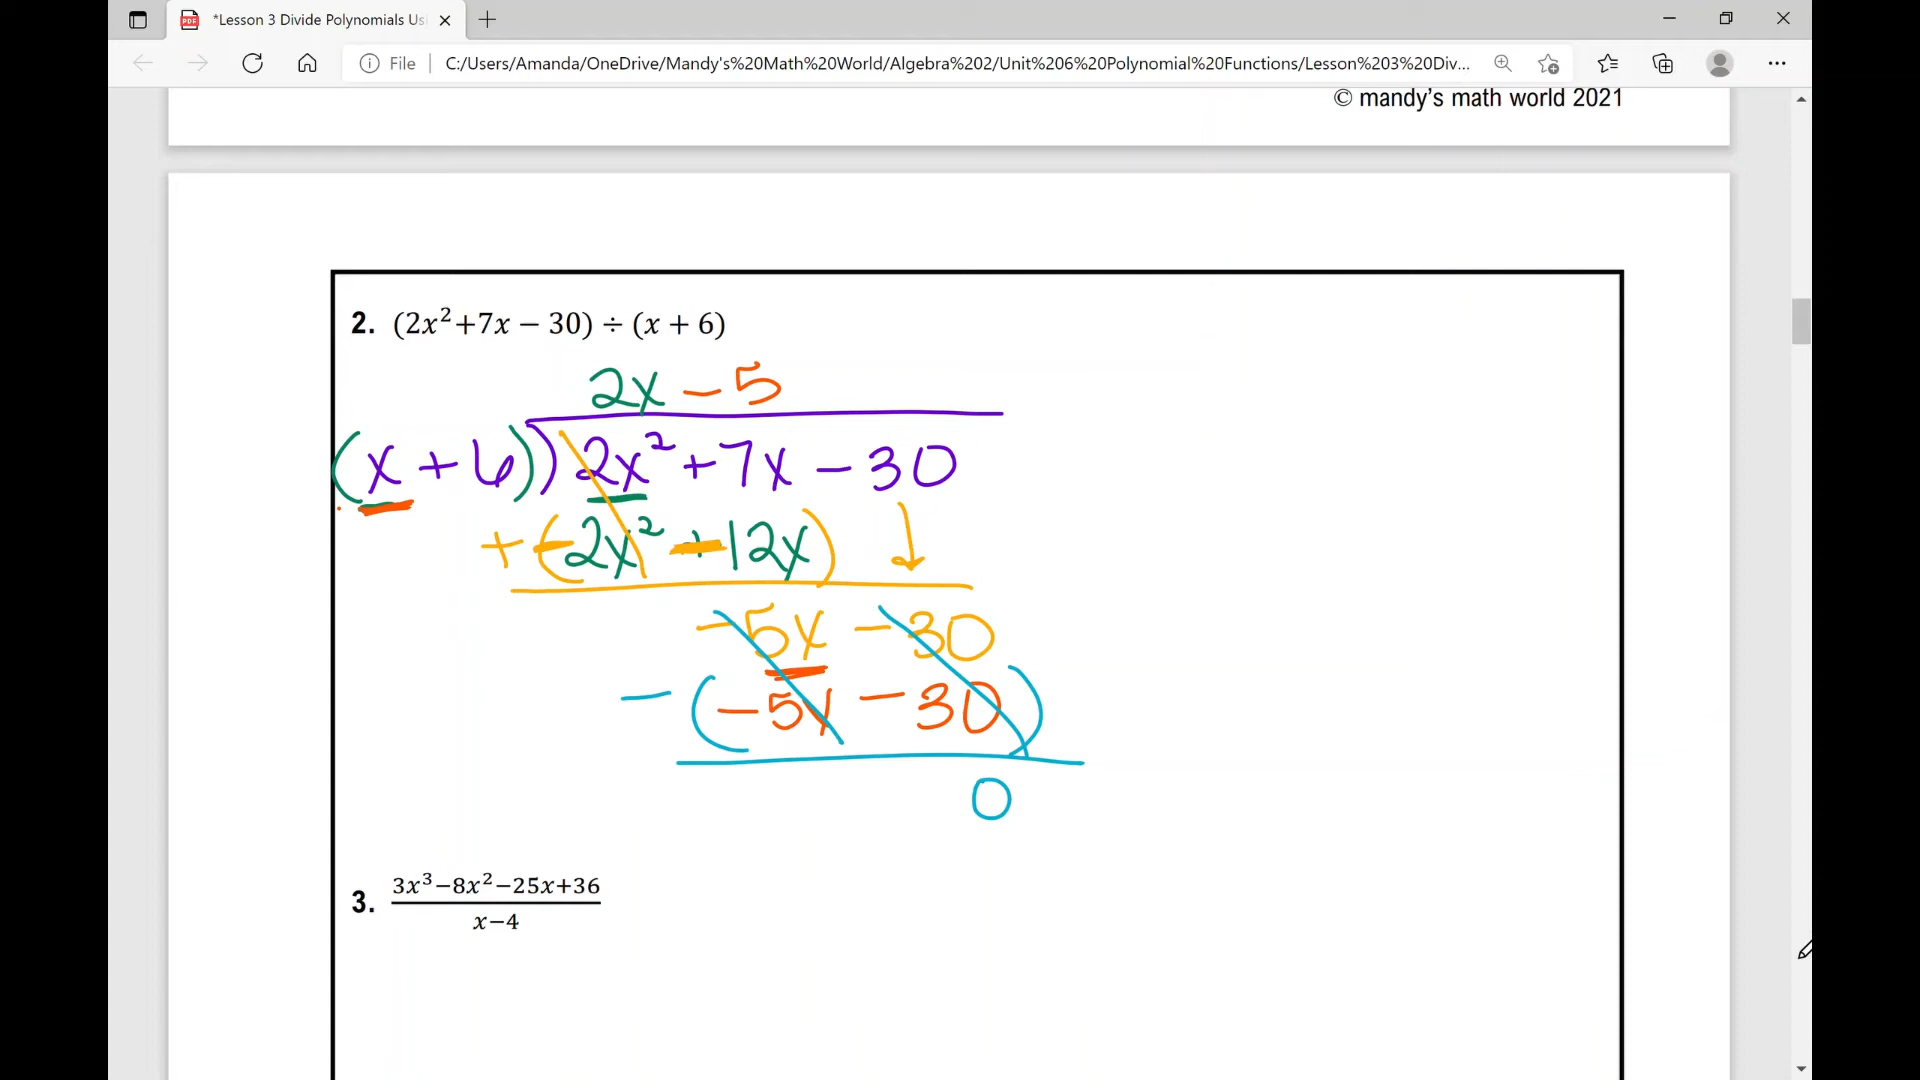 *Lesson 3 Divide Polynomials Us
File C:/Users/Amanda/OneDrive/Mandy's%20Math%20World/Algebra%202/Unit%206%20Polynomial%20Functions/Lesson%203%20Div...
© mandy's math world 2021
2. (2x²+7x − 30) ÷ (x + 6)
2x − 5
(x + 6) ) 2x² + 7x − 30
+ (−2x² − 12x)
−5x − 30
− (−5x − 30)
0
3. 3x³−8x²−25x+36
x−4